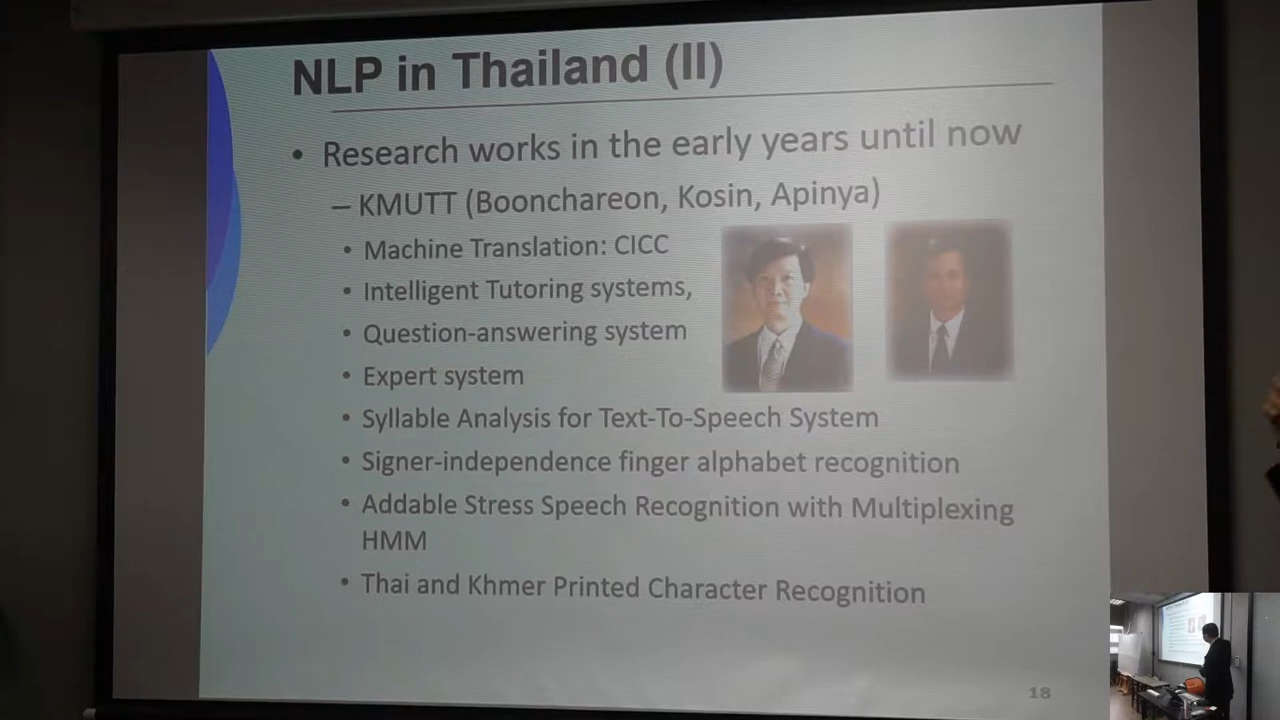 NLP in Thailand (II)
• Research works in the early years until now
– KMUTT (Boonchareon, Kosin, Apinya)
• Machine Translation: CICC
• Intelligent Tutoring systems,
• Question-answering system
• Expert system
• Syllable Analysis for Text-To-Speech System
• Signer-independence finger alphabet recognition
• Addable Stress Speech Recognition with Multiplexing
HMM
• Thai and Khmer Printed Character Recognition
18